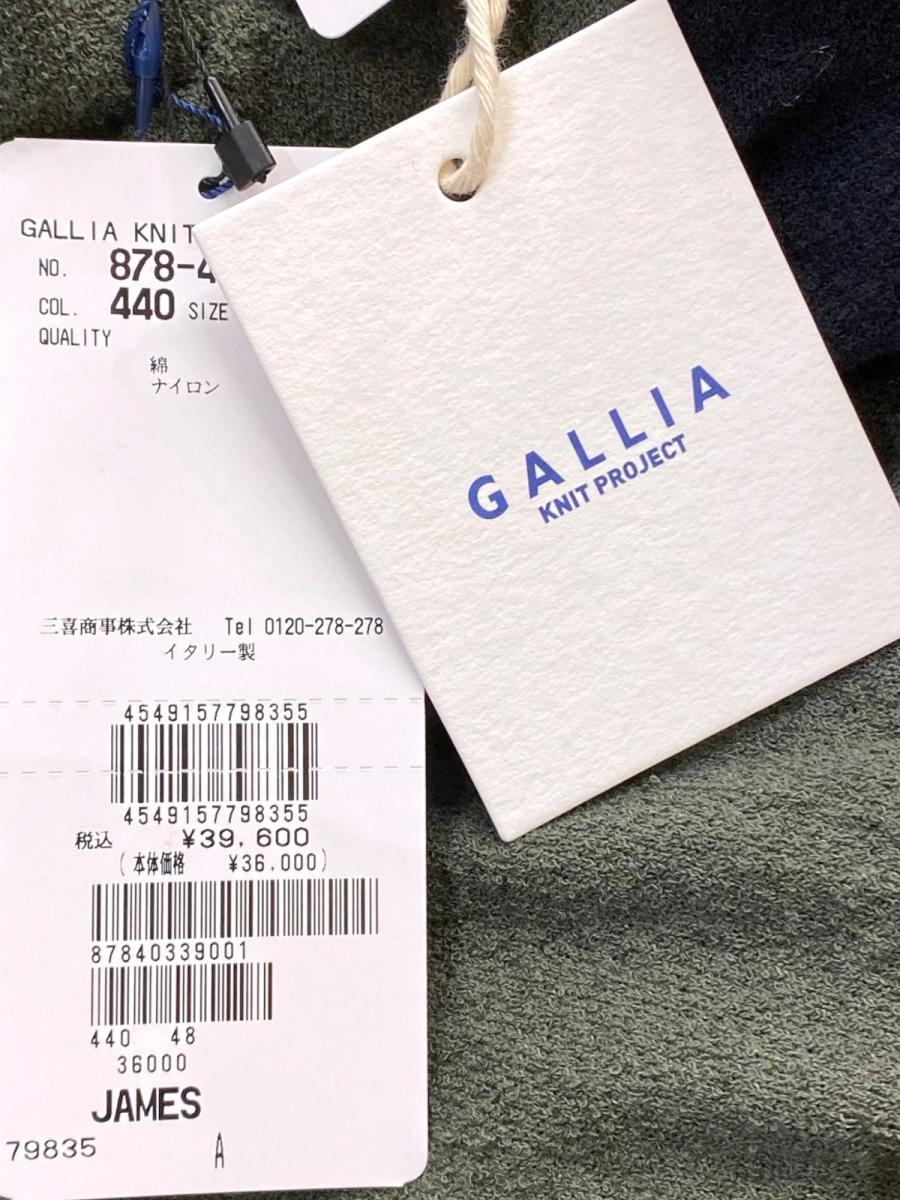 GALLIA KNIT
NO. 878-4
COL. 440 SIZE
QUALITY
綿
ナイロン
三喜商事株式会社 Tel 0120-278-278
イタリー製
4549157798355
4549157798355
税込 ¥39,600
(本体価格 ¥36,000)
87840339001
440 48
36000
JAMES
79835 A
GALLIA
KNIT PROJECT